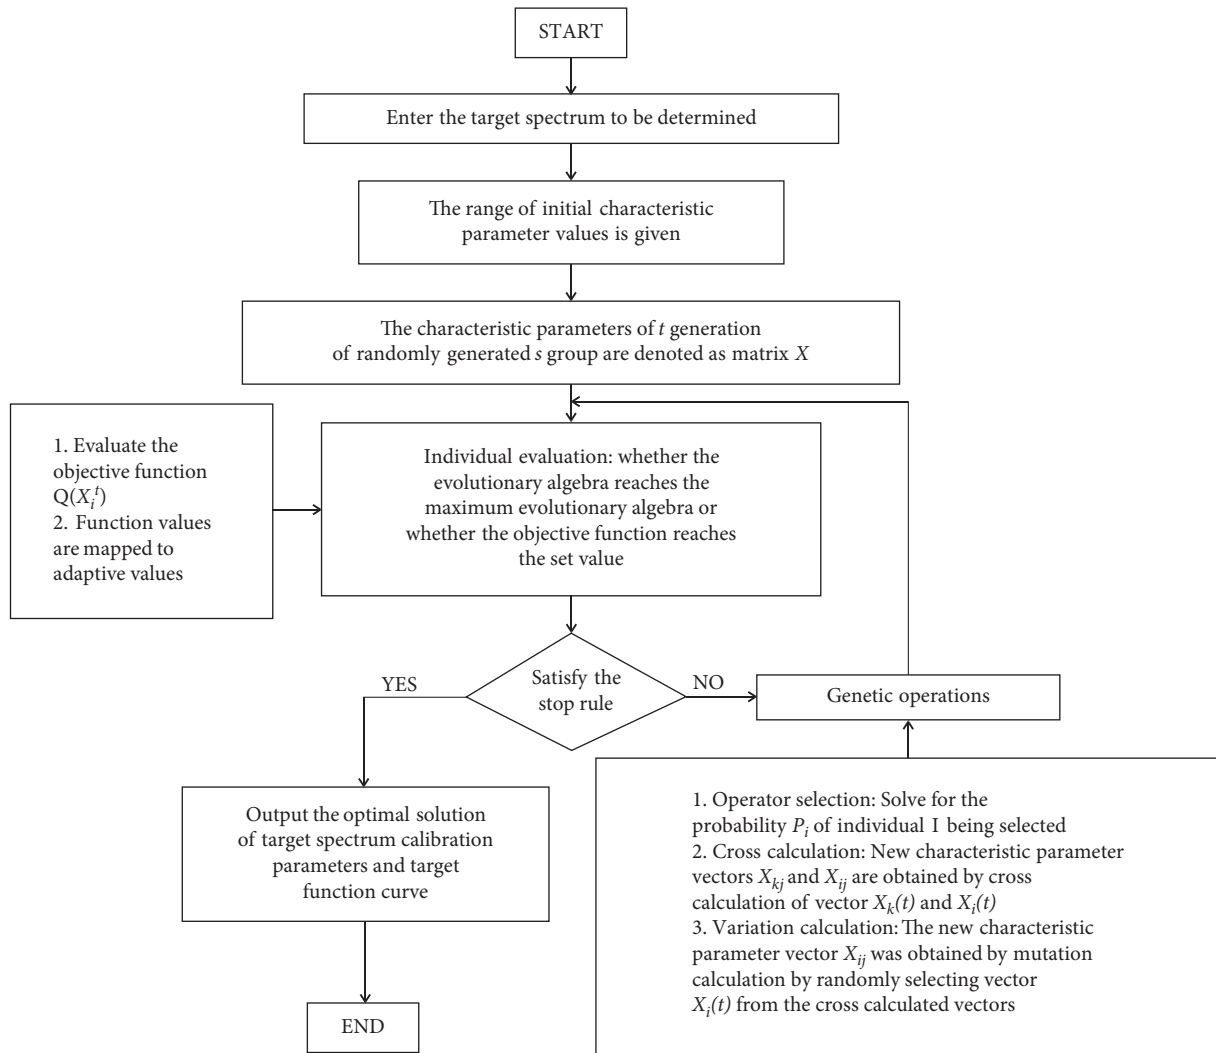 START
Enter the target spectrum to be determined
The range of initial characteristic
parameter values is given
The characteristic parameters of t generation
of randomly generated s group are denoted as matrix X
1. Evaluate the
objective function
Q(X_i^t)
2. Function values
are mapped to
adaptive values
Individual evaluation: whether the
evolutionary algebra reaches the
maximum evolutionary algebra or
whether the objective function reaches
the set value
Satisfy the
stop rule
YES
NO
Genetic operations
Output the optimal solution
of target spectrum calibration
parameters and target
function curve
1. Operator selection: Solve for the
probability P_i of individual I being selected
2. Cross calculation: New characteristic parameter
vectors X_kj and X_ij are obtained by cross
calculation of vector X_k(t) and X_i(t)
3. Variation calculation: The new characteristic
parameter vector X_ij was obtained by mutation
calculation by randomly selecting vector
X_i(t) from the cross calculated vectors
END